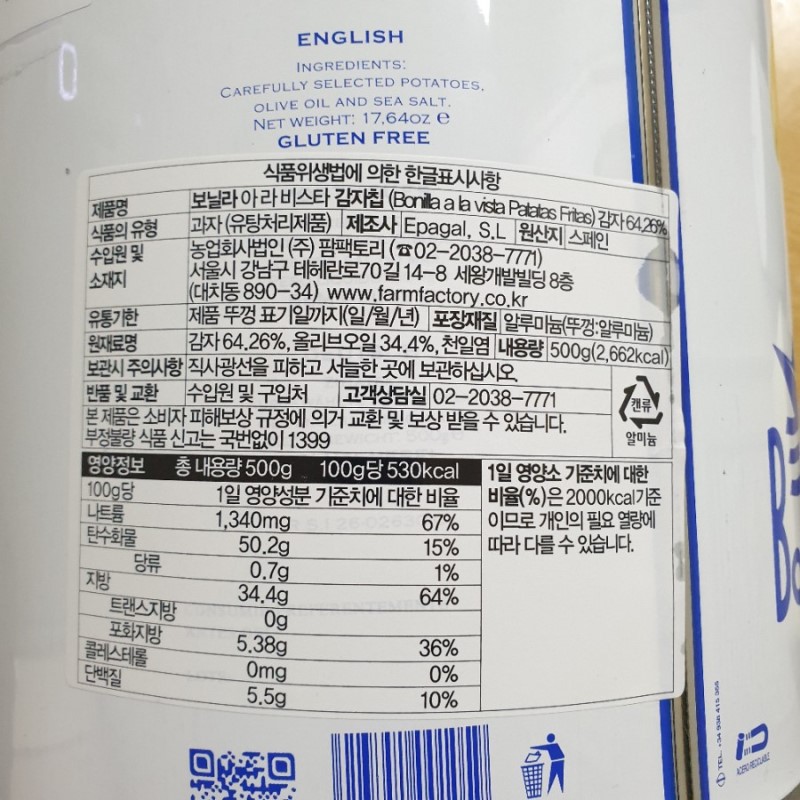 ENGLISH
INGREDIENTS:
CAREFULLY SELECTED POTATOES,
OLIVE OIL AND SEA SALT.
NET WEIGHT: 17,64OZ e
GLUTEN FREE
식품위생법에 의한 한글표시사항
제품명 보닐라 아 라 비스타 감자칩 (Bonilla a la vista Patatas Fritas) 감자 64.26%
식품의 유형 과자 (유탕처리제품) 제조사 Epagal, S.L 원산지 스페인
수입원 및 소재지 농업회사법인 (주) 팜팩토리 (☎02-2038-7771)
서울시 강남구 테헤란로70길 14-8 세왕개발빌딩 8층
(대치동 890-34) www.farmfactory.co.kr
유통기한 제품 뚜껑 표기일까지(일/월/년) 포장재질 알루미늄(뚜껑:알루미늄)
원재료명 감자 64.26%, 올리브오일 34.4%, 천일염 내용량 500g(2,662kcal)
보관시 주의사항 직사광선을 피하고 서늘한 곳에 보관하십시오
반품 및 교환 수입원 및 구입처 고객상담실 02-2038-7771
본 제품은 소비자 피해보상 규정에 의거 교환 및 보상 받을 수 있습니다.
부정불량 식품 신고는 국번없이 1399
캔류
알미늄
영양정보 총 내용량 500g 100g당 530kcal
100g당 1일 영양성분 기준치에 대한 비율
나트륨 1,340mg 67%
탄수화물 50.2g 15%
당류 0.7g 1%
지방 34.4g 64%
트랜스지방 0g
포화지방 5.38g 36%
콜레스테롤 0mg 0%
단백질 5.5g 10%
1일 영양소 기준치에 대한
비율(%)은 2000kcal기준
이므로 개인의 필요 열량에
따라 다를 수 있습니다.